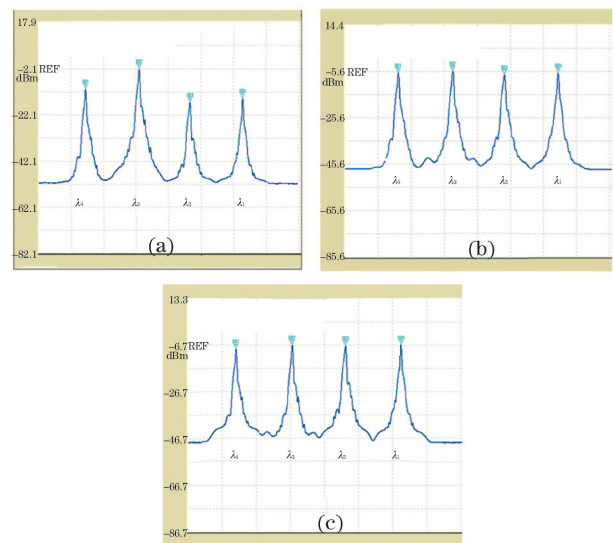 17.9
−2.1 REF
dBm
−22.1
−42.1
−62.1
−82.1
λ4 λ3 λ2 λ1
(a)
14.4
−5.6 REF
dBm
−25.6
−45.6
−65.6
−85.6
λ4 λ3 λ2 λ1
(b)
13.3
−6.7 REF
dBm
−26.7
−46.7
−66.7
−86.7
λ4 λ3 λ2 λ1
(c)